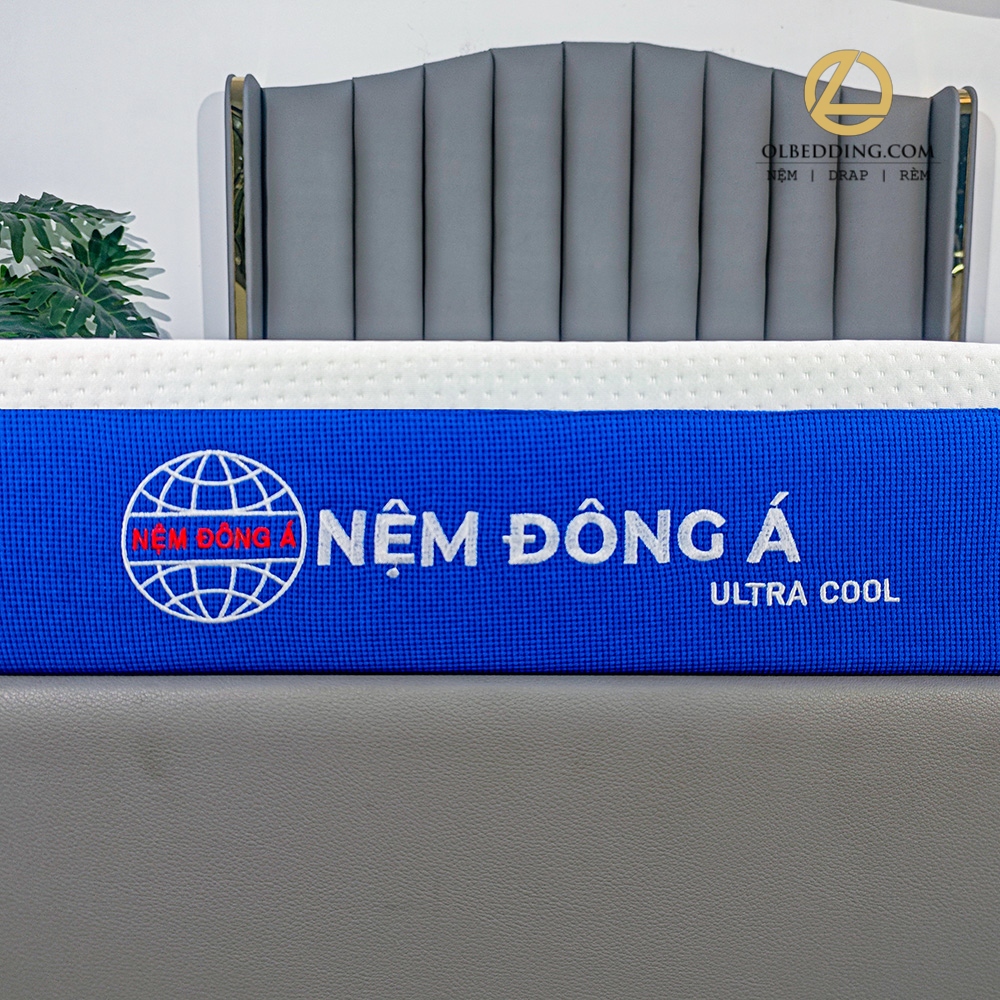 OLBEDDING.COM
NỆM | DRAP | RÈM
NỆM ĐÔNG Á
NỆM ĐÔNG Á
ULTRA COOL